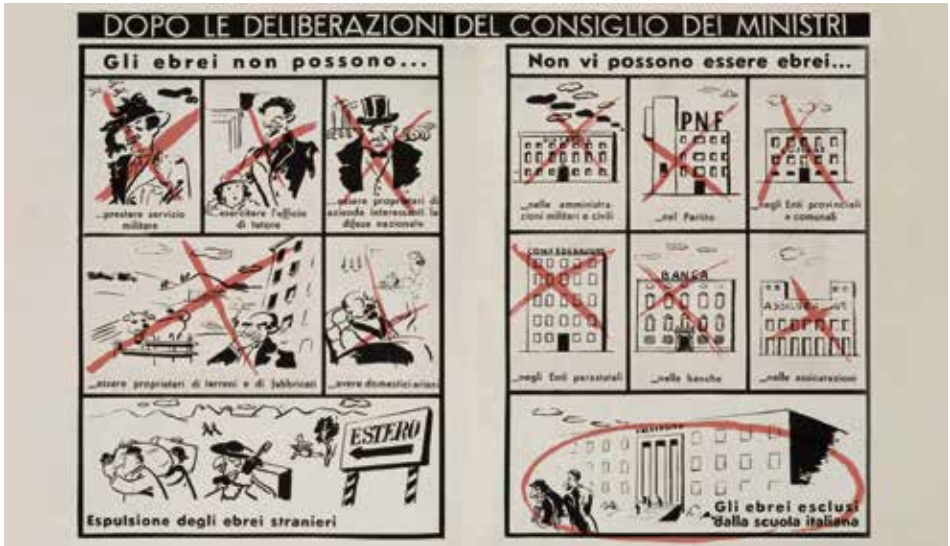 DOPO LE DELIBERAZIONI DEL CONSIGLIO DEI MINISTRI
Gli ebrei non possono...
...prestare servizio
militare
...esercitare l'ufficio
di tutore
...essere proprietari di
aziende interessanti la
difesa nazionale
...essere proprietari di terreni e di fabbricati
...avere domestici ariani
ESTERO
Espulsione degli ebrei stranieri
Non vi possono essere ebrei...
...nelle amministra-
zioni militari e civili
PNF
...nel Partito
...negli Enti provinciali
e comunali
...negli Enti parastatali
BANCA
...nelle banche
...nelle assicurazioni
Gli ebrei esclusi
dalla scuola italiana